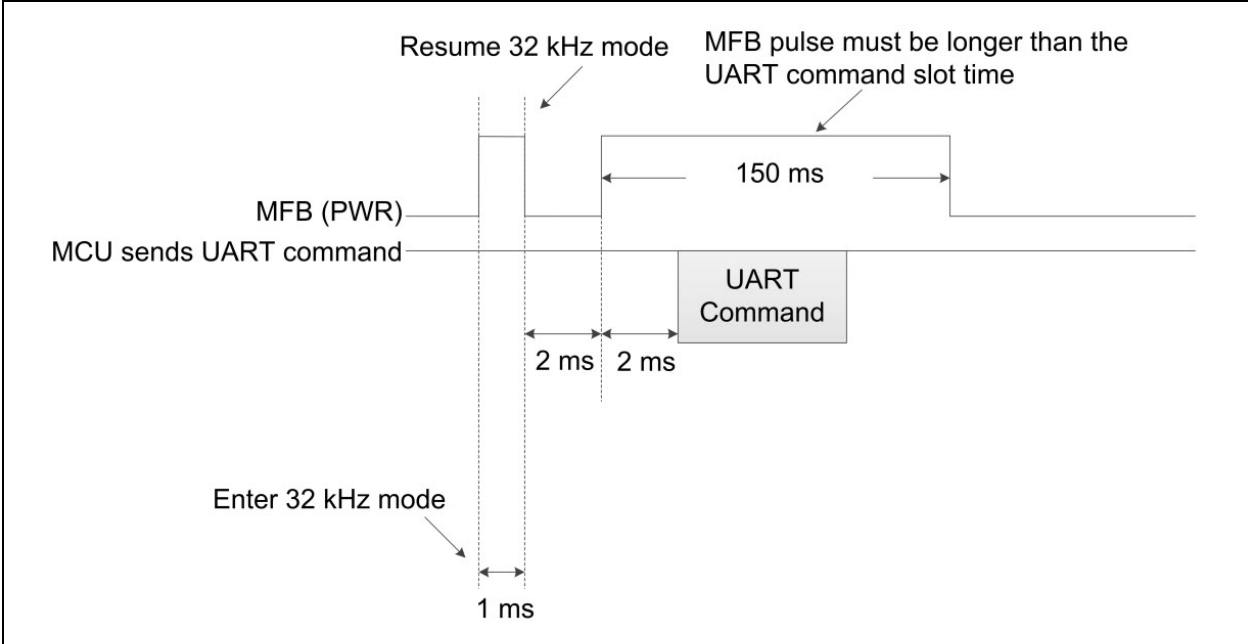 Resume 32 kHz mode
MFB pulse must be longer than the
UART command slot time
150 ms
MFB (PWR)
MCU sends UART command
UART
Command
2 ms
2 ms
Enter 32 kHz mode
1 ms